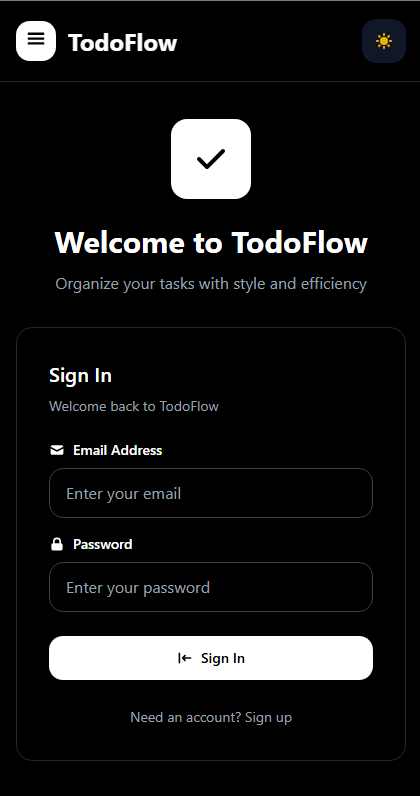 TodoFlow
Welcome to TodoFlow
Organize your tasks with style and efficiency
Sign In
Welcome back to TodoFlow
Email Address
Enter your email
Password
Enter your password
Sign In
Need an account? Sign up